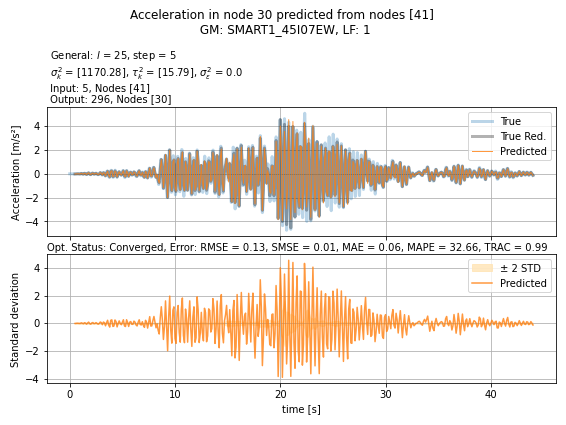 Acceleration in node 30 predicted from nodes [41]
GM: SMART1_45I07EW, LF: 1
General: l = 25, step = 5
σ²ₖ = [1170.28], τ²ₖ = [15.79], σ²ε = 0.0
Input: 5, Nodes [41]
Output: 296, Nodes [30]
Acceleration [m/s²]
4
2
0
−2
−4
True
True Red.
Predicted
Opt. Status: Converged, Error: RMSE = 0.13, SMSE = 0.01, MAE = 0.06, MAPE = 32.66, TRAC = 0.99
Standard deviation
4
2
0
−2
−4
± 2 STD
Predicted
0 10 20 30 40
time [s]